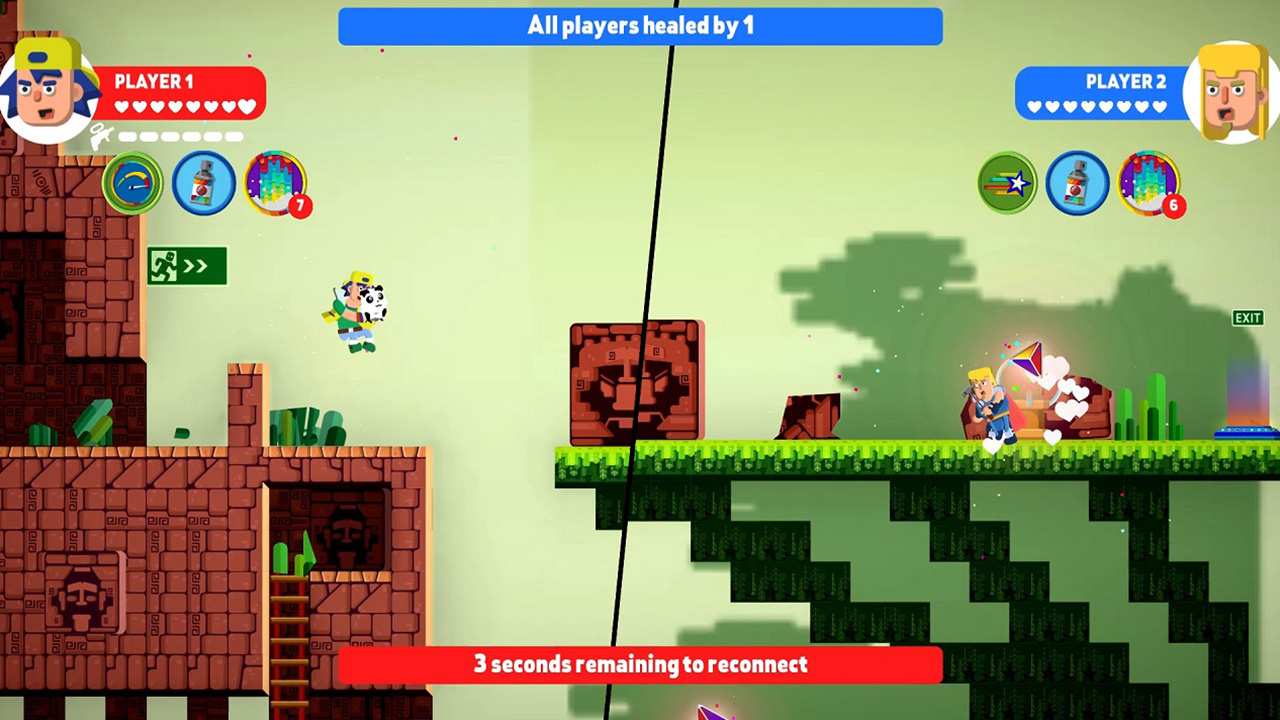 All players healed by 1
PLAYER 1
PLAYER 2
7
6
EXIT
3 seconds remaining to reconnect